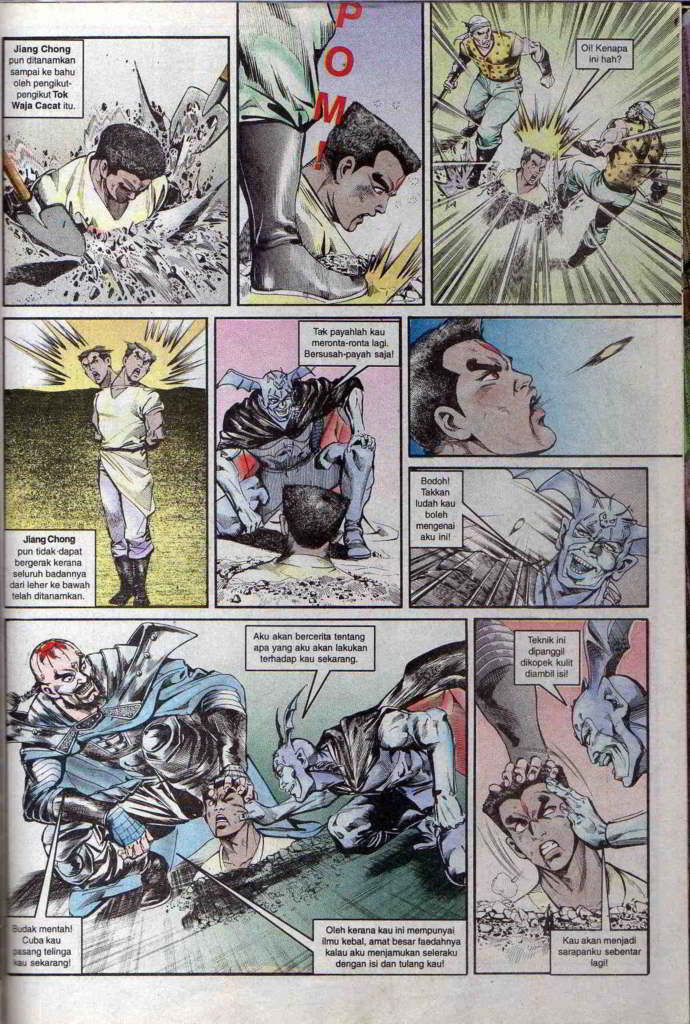 Jiang Chong
pun ditanamkan
sampai ke bahu
oleh pengikut-
pengikut Tok
Waja Cacat itu.
POM!
Oi! Kenapa
ini hah?
Jiang Chong
pun tidak dapat
bergerak kerana
seluruh badannya
dari leher ke bawah
telah ditanamkan.
Tak payahlah kau
meronta-ronta lagi.
Bersusah-payah saja!
Bodoh!
Takkan
ludah kau
boleh
mengenai
aku ini!
Aku akan bercerita tentang
apa yang aku akan lakukan
terhadap kau sekarang.
Budak mentah!
Cuba kau
pasang telinga
kau sekarang!
Oleh kerana kau ini mempunyai
ilmu kebal, amat besar faedahnya
kalau aku menjamukan seleraku
dengan isi dan tulang kau!
Teknik ini
dipanggil
dikopek kulit
diambil isi!
Kau akan menjadi
sarapanku sebentar
lagi!